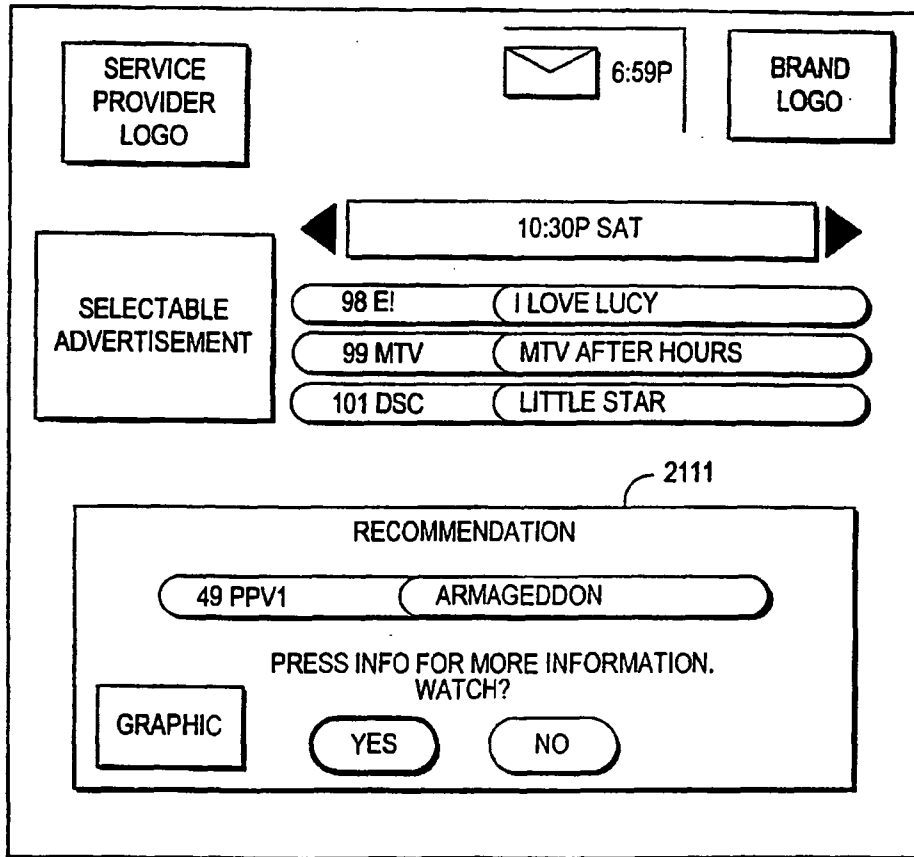 SERVICE
PROVIDER
LOGO
6:59P
BRAND
LOGO
10:30P SAT
SELECTABLE
ADVERTISEMENT
98 E! I LOVE LUCY
99 MTV MTV AFTER HOURS
101 DSC LITTLE STAR
2111
RECOMMENDATION
49 PPV1 ARMAGEDDON
PRESS INFO FOR MORE INFORMATION.
WATCH?
GRAPHIC
YES NO